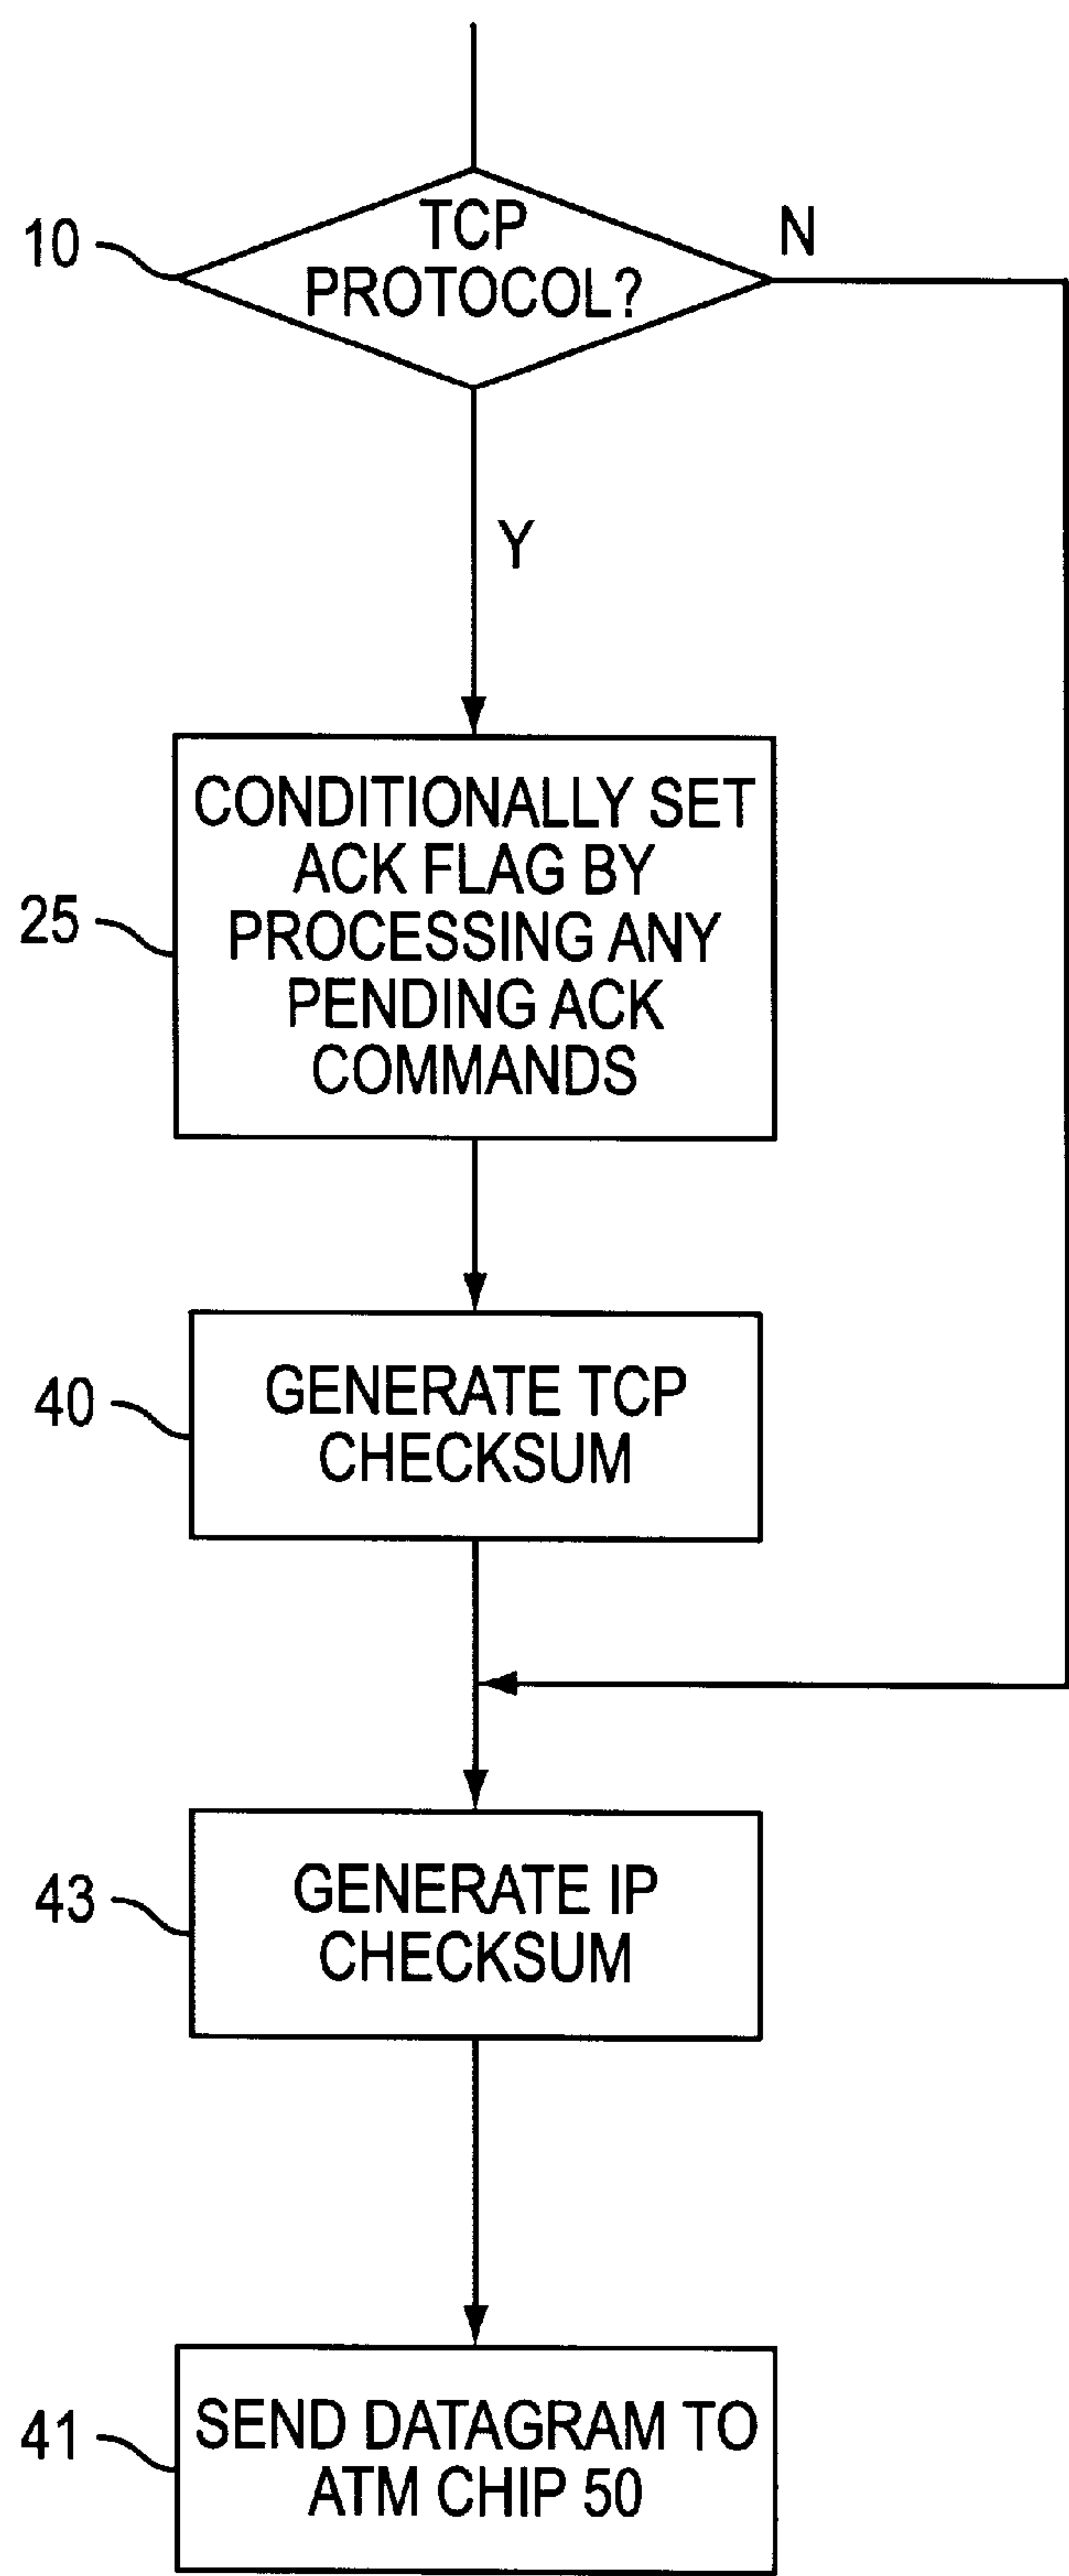 TCP
PROTOCOL?
N
10
Y
CONDITIONALLY SET
ACK FLAG BY
PROCESSING ANY
PENDING ACK
COMMANDS
25
GENERATE TCP
CHECKSUM
40
GENERATE IP
CHECKSUM
43
SEND DATAGRAM TO
ATM CHIP 50
41